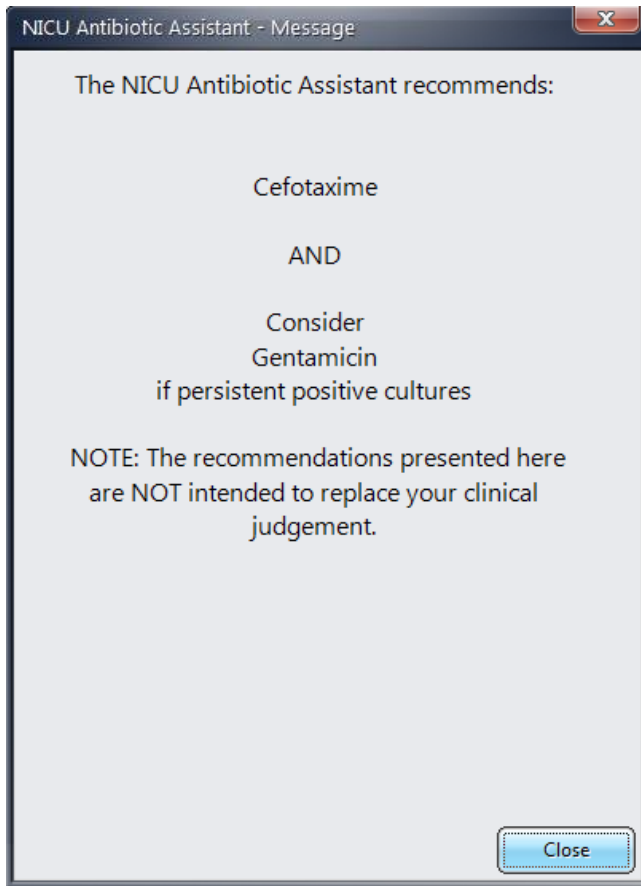 NICU Antibiotic Assistant - Message
The NICU Antibiotic Assistant recommends:
Cefotaxime
AND
Consider
Gentamicin
if persistent positive cultures
NOTE: The recommendations presented here
are NOT intended to replace your clinical
judgement.
Close